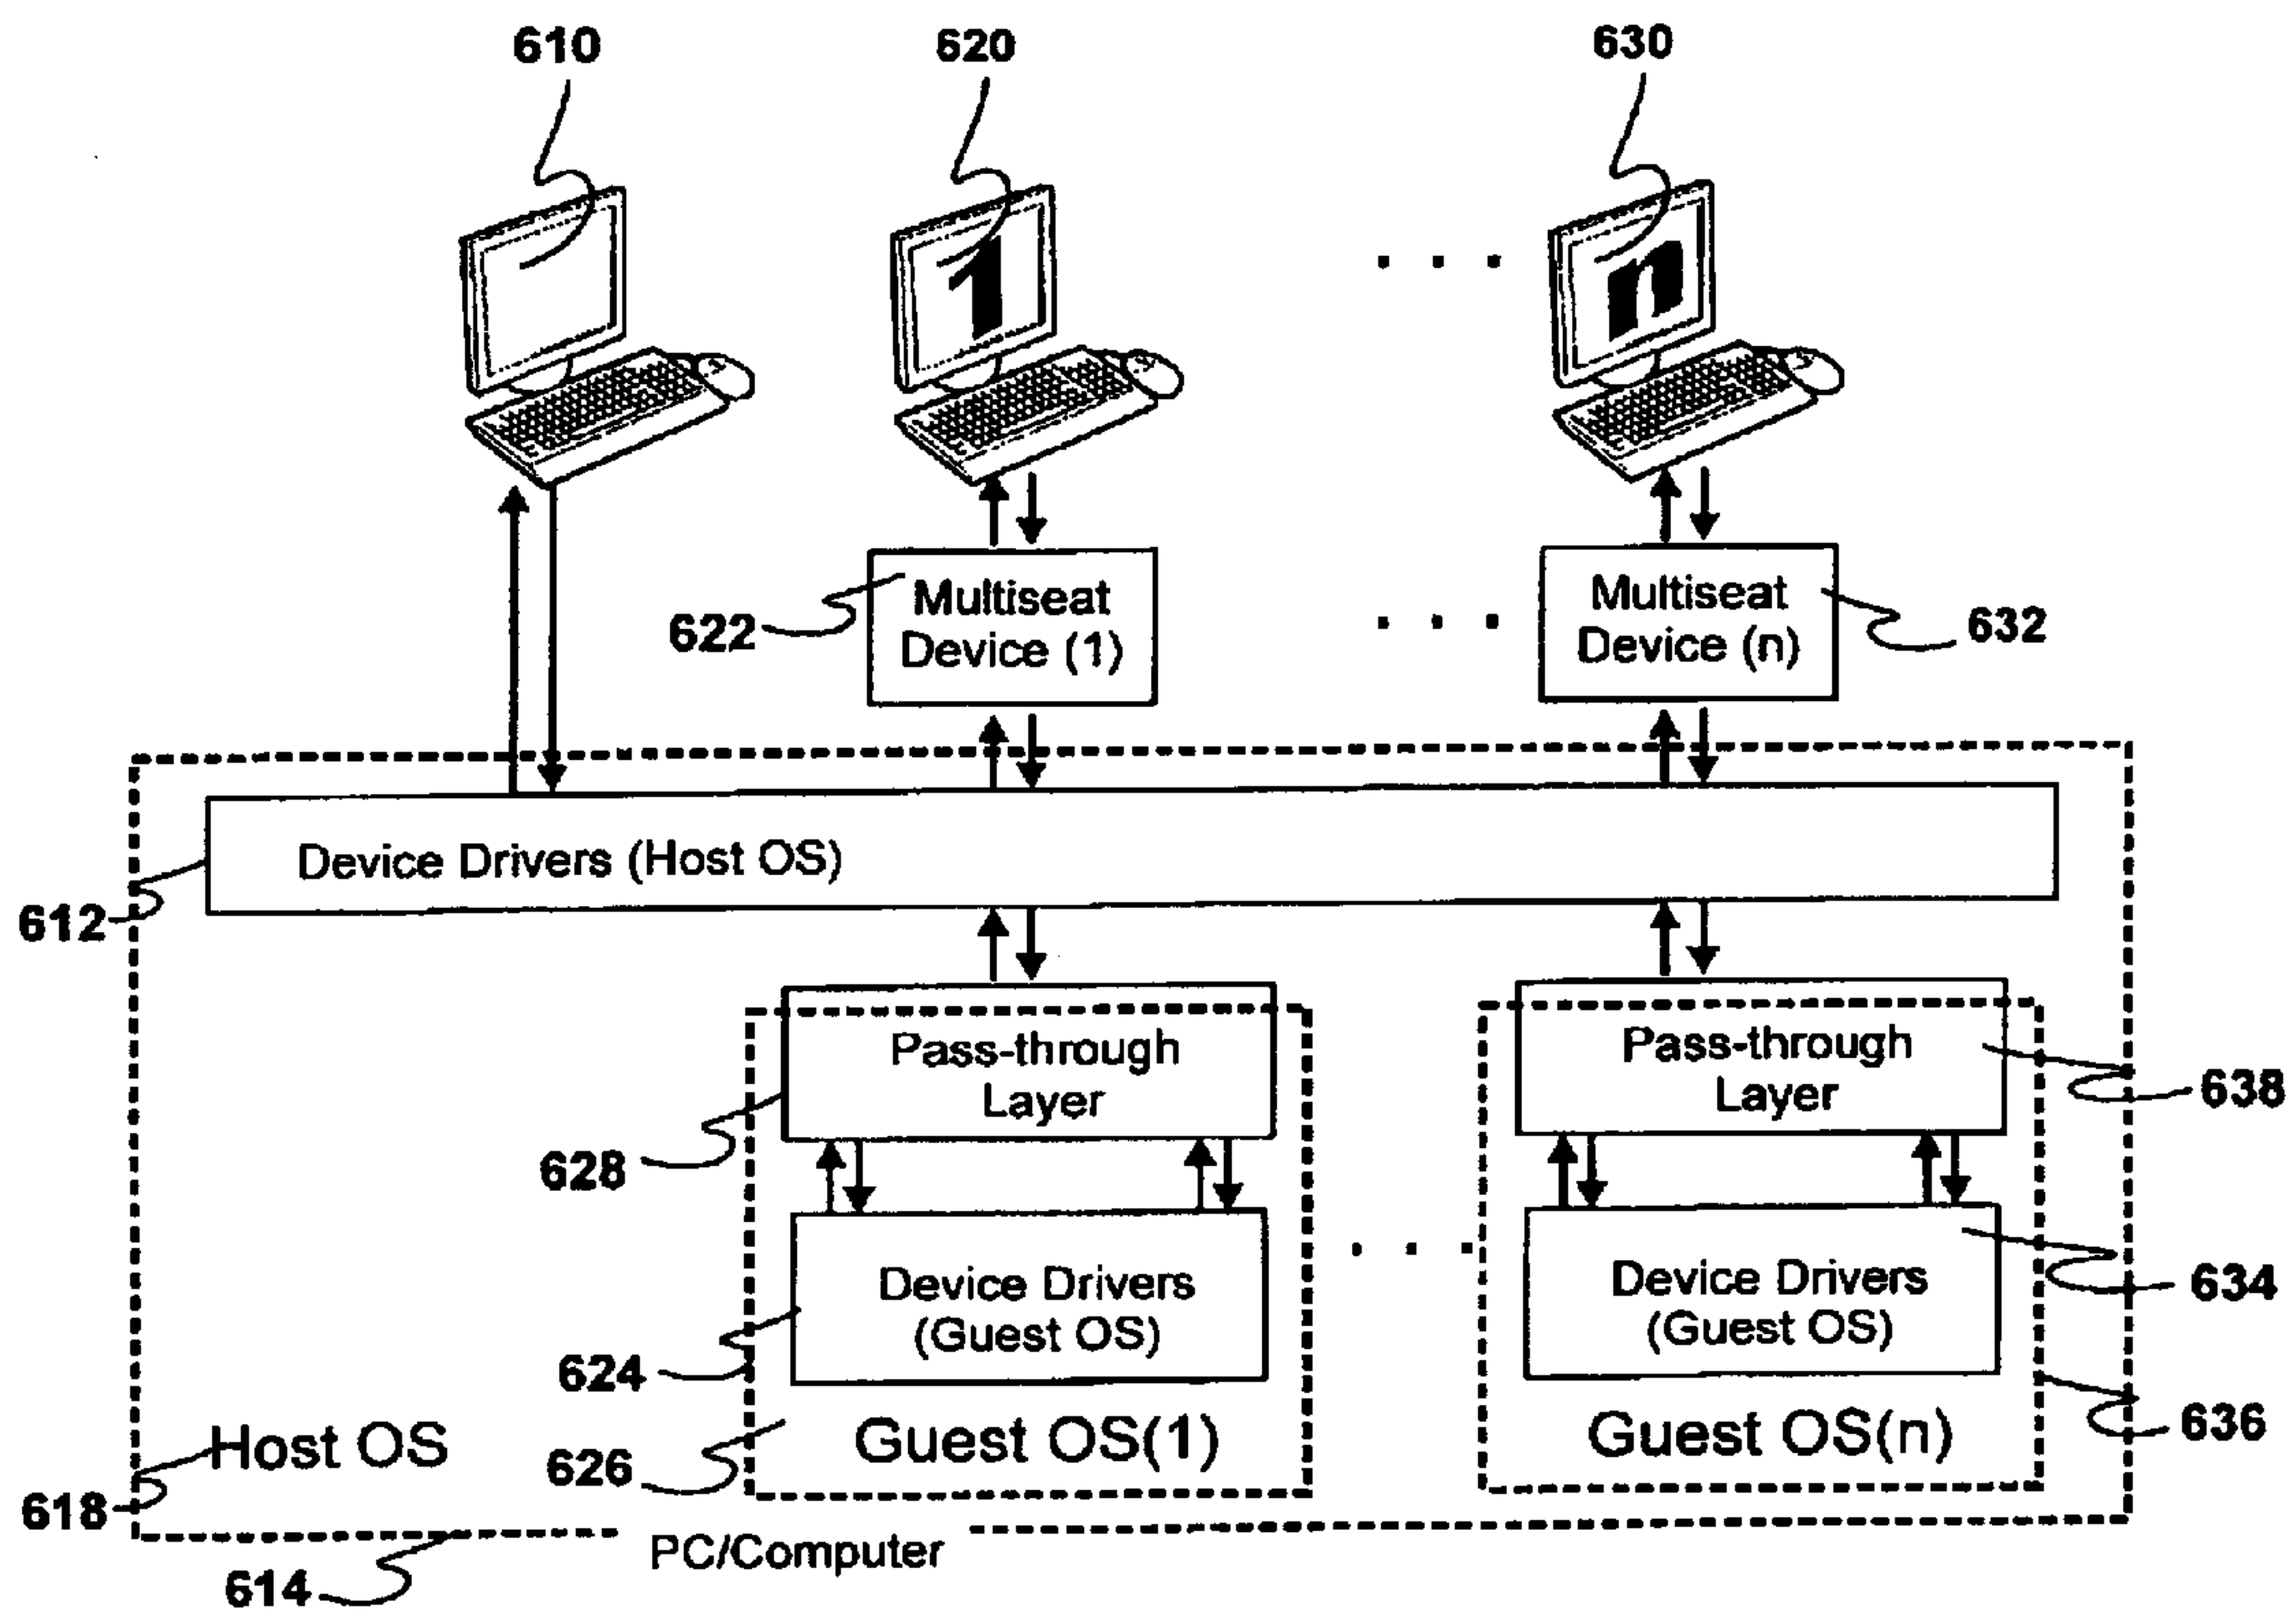 610
620
630
1
n
. . .
Multiseat
Device (1)
622
. . .
Multiseat
Device (n)
632
Device Drivers (Host OS)
612
Pass-through
Layer
628
Pass-through
Layer
638
Device Drivers
(Guest OS)
624
. . .
Device Drivers
(Guest OS)
634
Host OS
618
Guest OS(1)
626
Guest OS(n)
636
PC/Computer
614